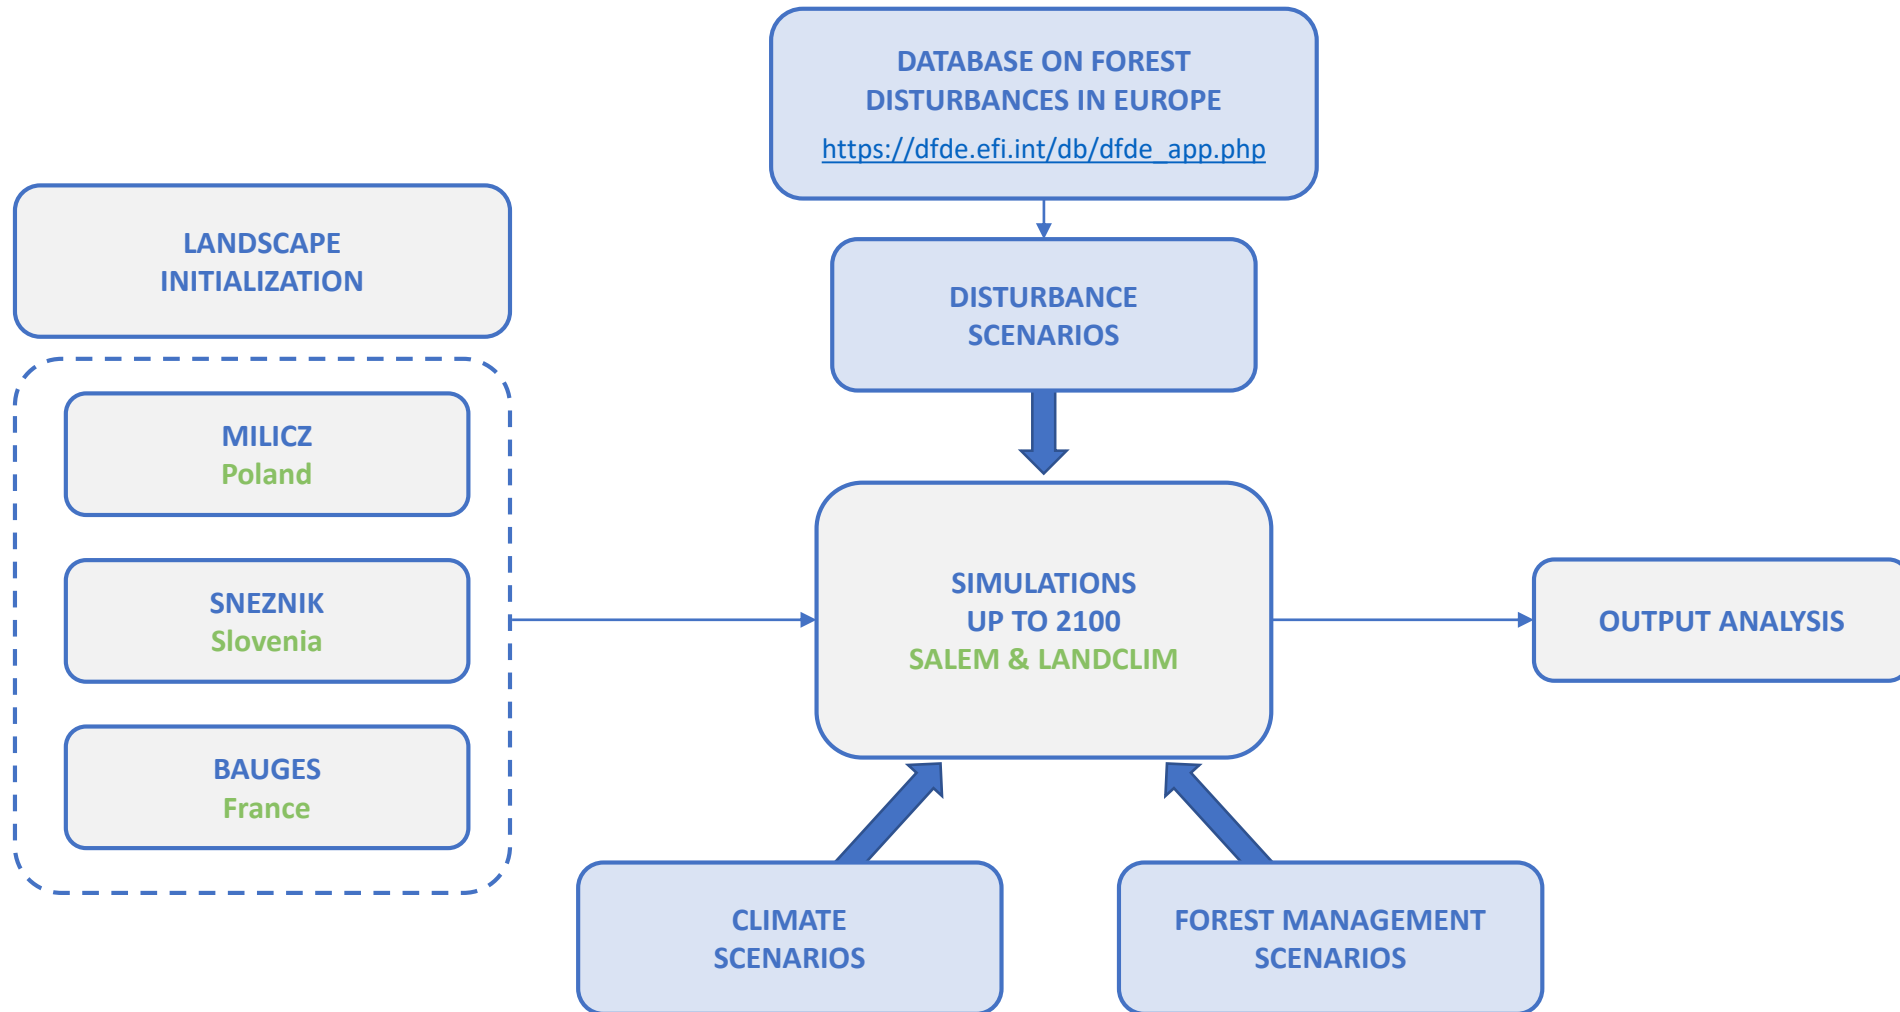 DATABASE ON FOREST
DISTURBANCES IN EUROPE
https://dfde.efi.int/db/dfde_app.php
LANDSCAPE
INITIALIZATION
DISTURBANCE
SCENARIOS
MILICZ
Poland
SNEZNIK
Slovenia
BAUGES
France
SIMULATIONS
UP TO 2100
SALEM & LANDCLIM
OUTPUT ANALYSIS
CLIMATE
SCENARIOS
FOREST MANAGEMENT
SCENARIOS